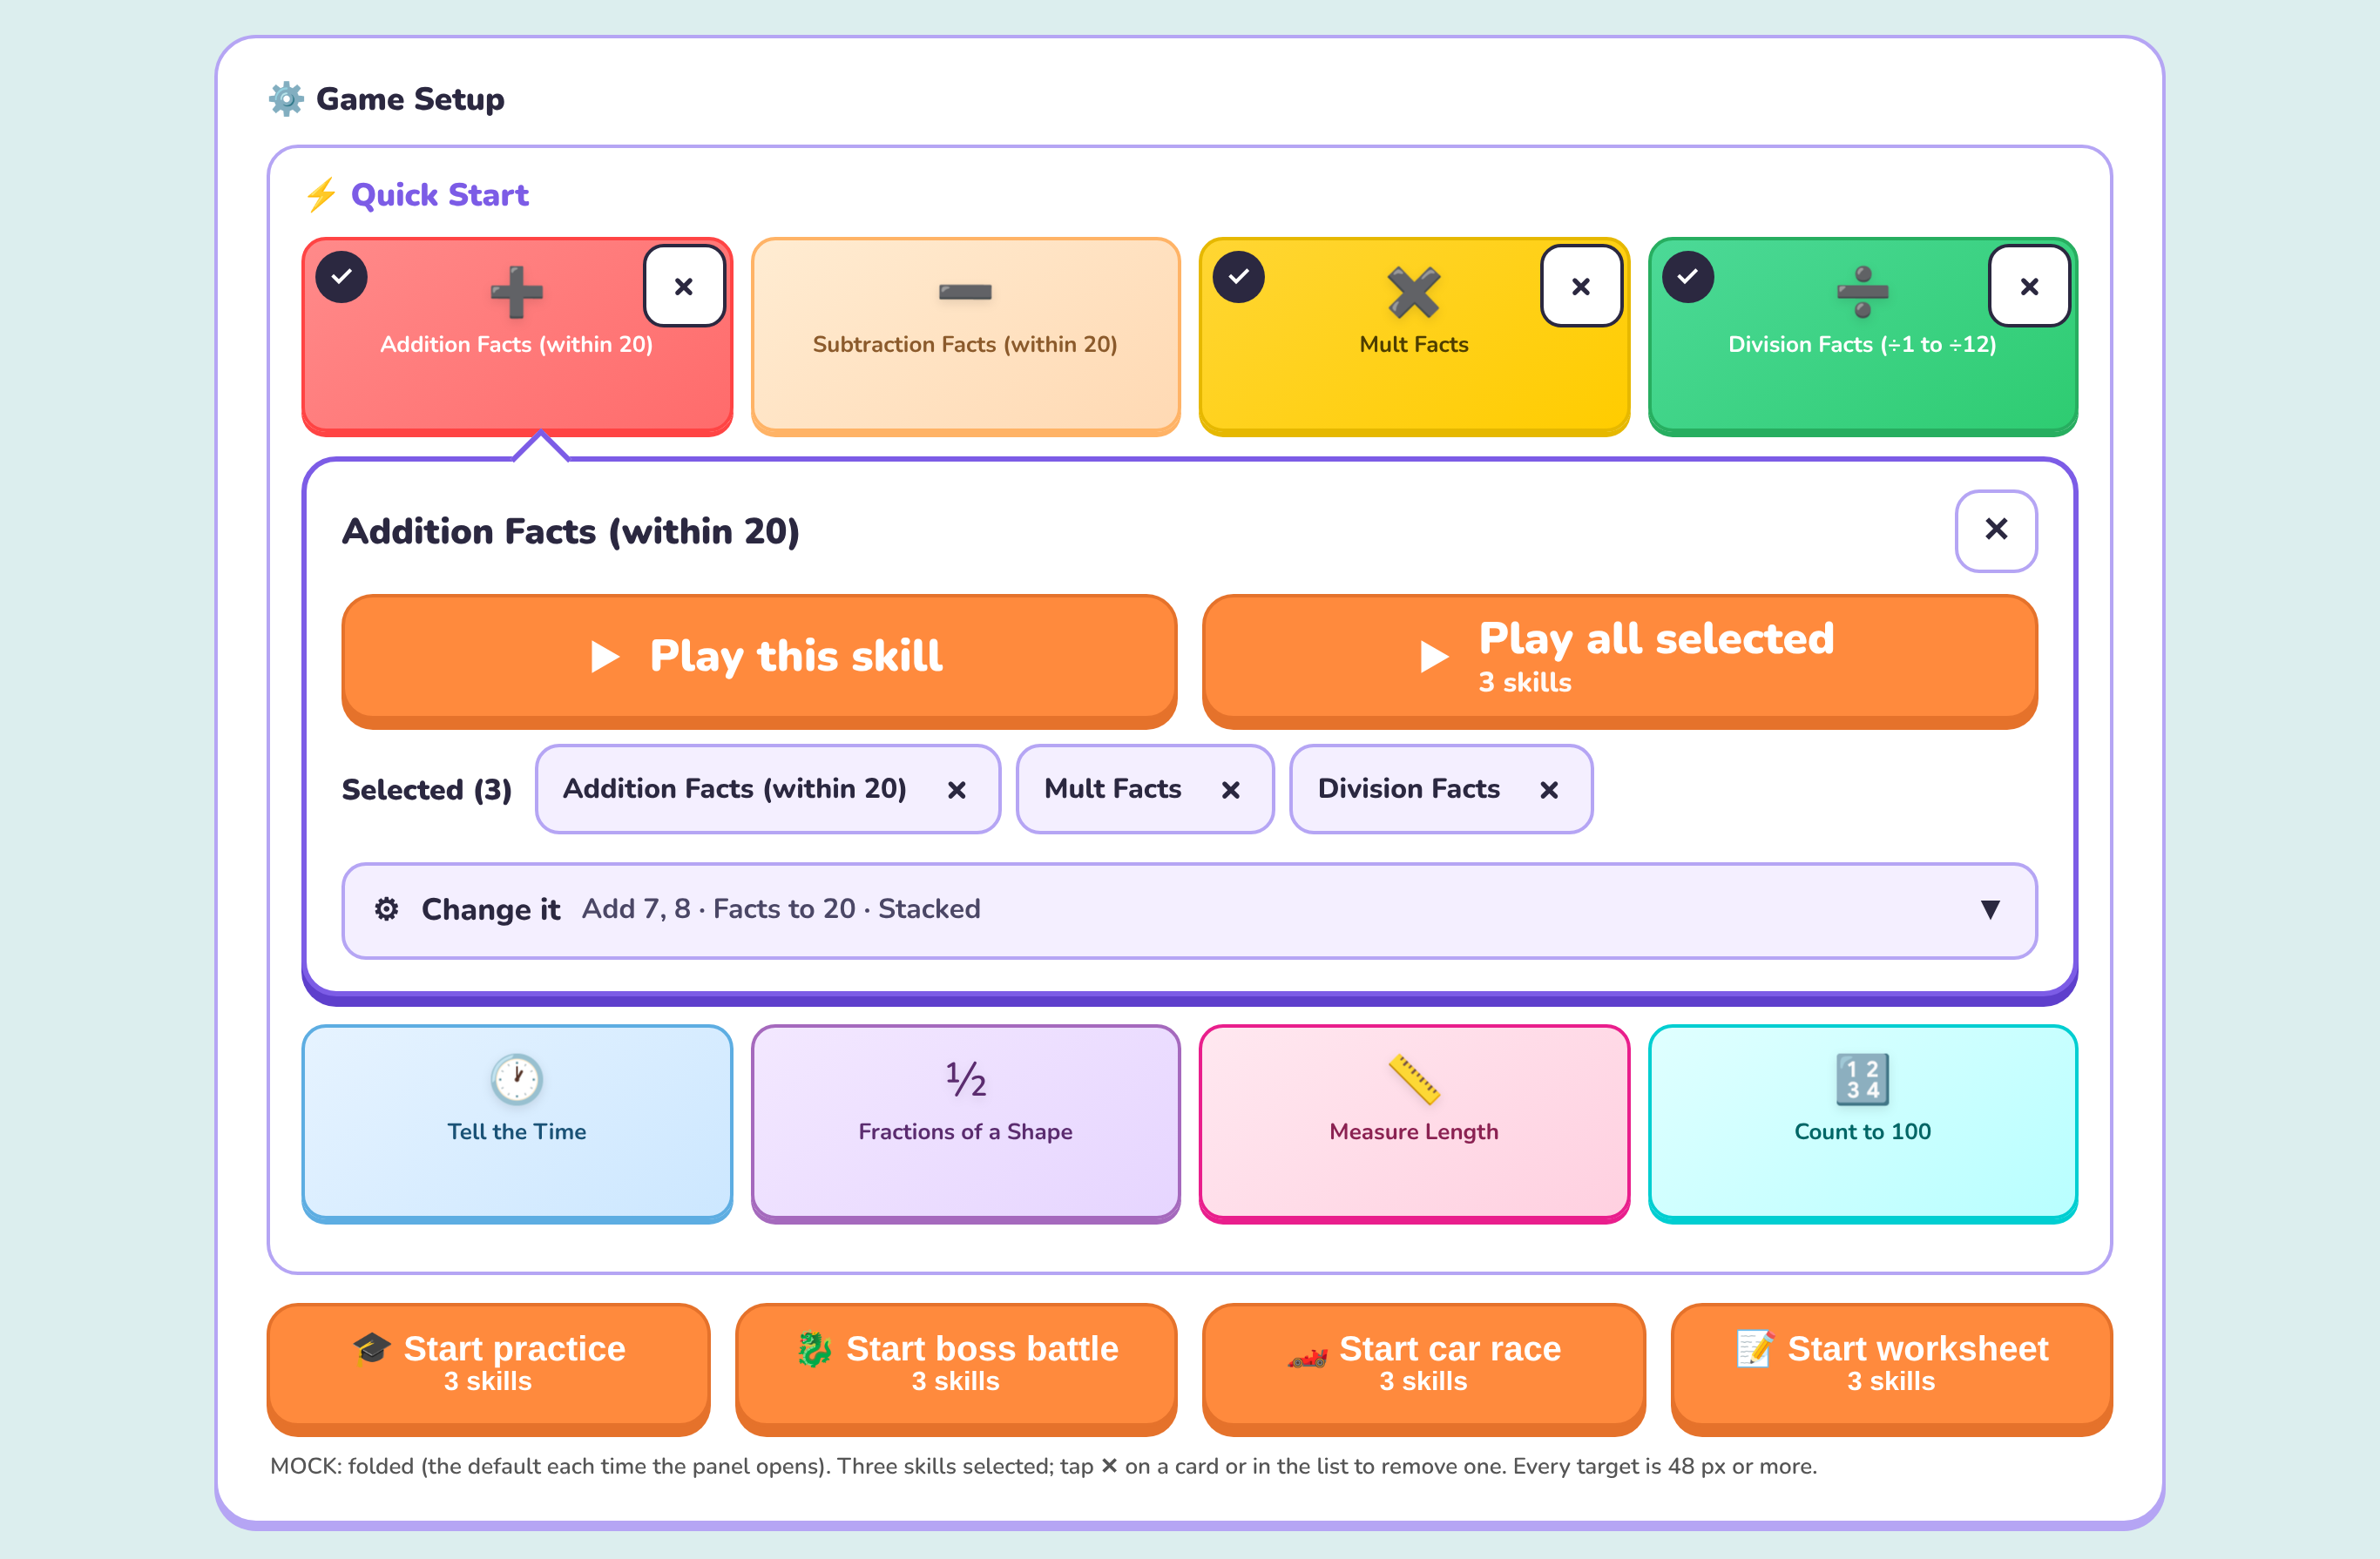 ⚙️ Game Setup
⚡ Quick Start
Addition Facts (within 20)
Subtraction Facts (within 20)
Mult Facts
Division Facts (÷1 to ÷12)
Addition Facts (within 20)
▶ Play this skill
▶ Play all selected
3 skills
Selected (3) Addition Facts (within 20) ✕ Mult Facts ✕ Division Facts ✕
⚙ Change it Add 7, 8 · Facts to 20 · Stacked ▼
½
Tell the Time
Fractions of a Shape
Measure Length
Count to 100
🎓 Start practice
3 skills
🐉 Start boss battle
3 skills
🏎️ Start car race
3 skills
📝 Start worksheet
3 skills
MOCK: folded (the default each time the panel opens). Three skills selected; tap ✕ on a card or in the list to remove one. Every target is 48 px or more.